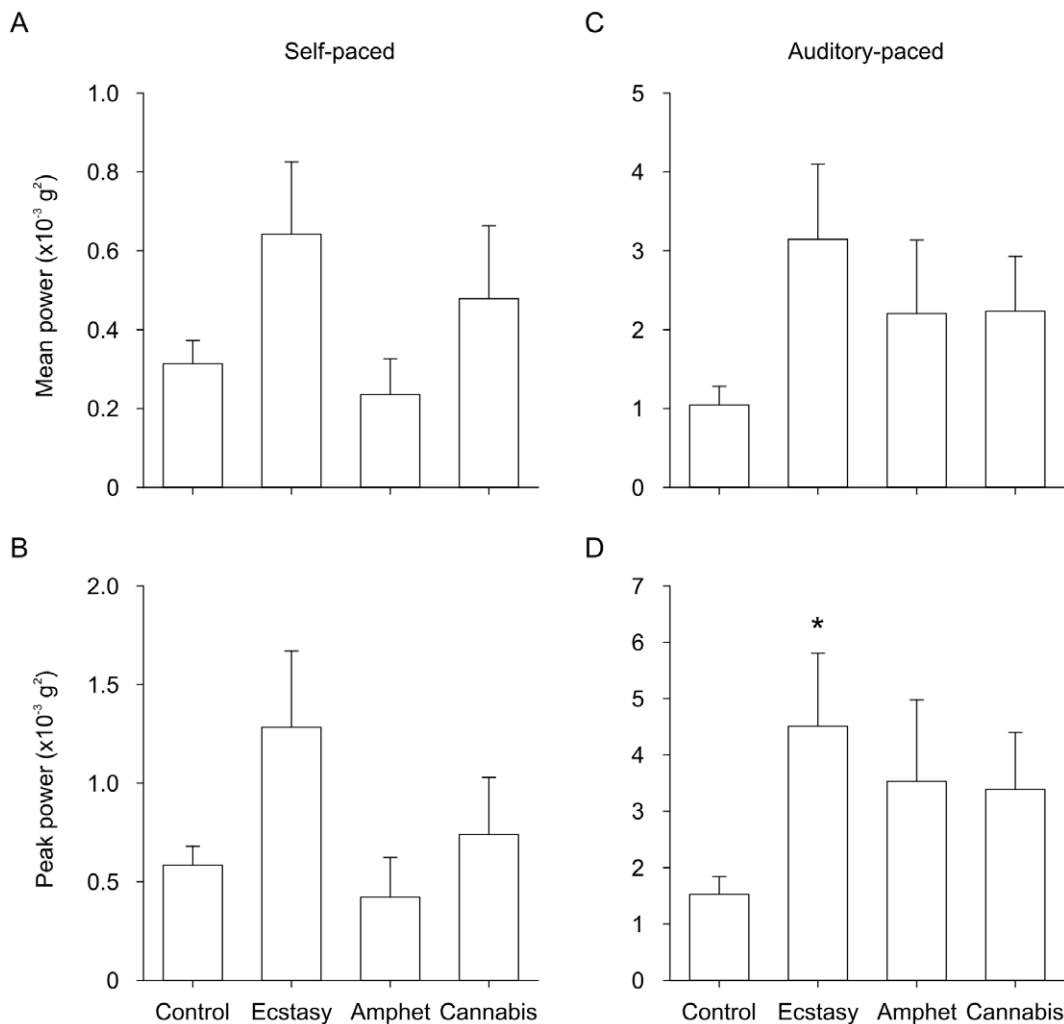 A
Self-paced
Mean power (x10⁻³ g²)
1.0
0.8
0.6
0.4
0.2
0
C
Auditory-paced
5
4
3
2
1
0
B
Peak power (x10⁻³ g²)
2.0
1.5
1.0
0.5
0
Control Ecstasy Amphet Cannabis
D
7
6
5
4
3
2
1
0
*
Control Ecstasy Amphet Cannabis